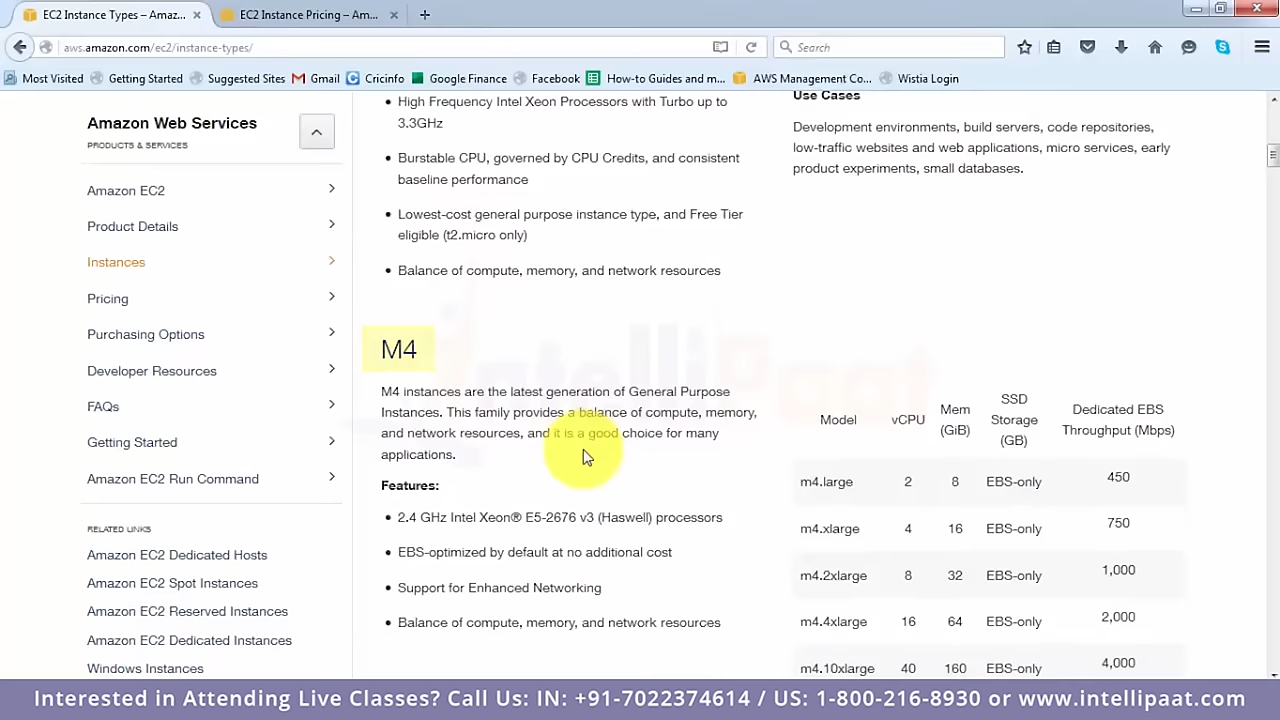 EC2 Instance Types – Amaz...
EC2 Instance Pricing – Am...
aws.amazon.com/ec2/instance-types/
Search
Most Visited
Getting Started
Suggested Sites
Gmail
Cricinfo
Google Finance
Facebook
How-to Guides and m...
AWS Management Co...
Wistia Login
Amazon Web Services
PRODUCTS & SERVICES
Amazon EC2
Product Details
Instances
Pricing
Purchasing Options
Developer Resources
FAQs
Getting Started
Amazon EC2 Run Command
RELATED LINKS
Amazon EC2 Dedicated Hosts
Amazon EC2 Spot Instances
Amazon EC2 Reserved Instances
Amazon EC2 Dedicated Instances
Windows Instances
• High Frequency Intel Xeon Processors with Turbo up to
3.3GHz
• Burstable CPU, governed by CPU Credits, and consistent
baseline performance
• Lowest-cost general purpose instance type, and Free Tier
eligible (t2.micro only)
• Balance of compute, memory, and network resources
Use Cases
Development environments, build servers, code repositories,
low-traffic websites and web applications, micro services, early
product experiments, small databases.
M4
M4 instances are the latest generation of General Purpose
Instances. This family provides a balance of compute, memory,
and network resources, and it is a good choice for many
applications.
Features:
• 2.4 GHz Intel Xeon® E5-2676 v3 (Haswell) processors
• EBS-optimized by default at no additional cost
• Support for Enhanced Networking
• Balance of compute, memory, and network resources
Model vCPU Mem (GiB) SSD Storage (GB) Dedicated EBS Throughput (Mbps)
m4.large 2 8 EBS-only 450
m4.xlarge 4 16 EBS-only 750
m4.2xlarge 8 32 EBS-only 1,000
m4.4xlarge 16 64 EBS-only 2,000
m4.10xlarge 40 160 EBS-only 4,000
intellipaat
Interested in Attending Live Classes? Call Us: IN: +91-7022374614 / US: 1-800-216-8930 or www.intellipaat.com